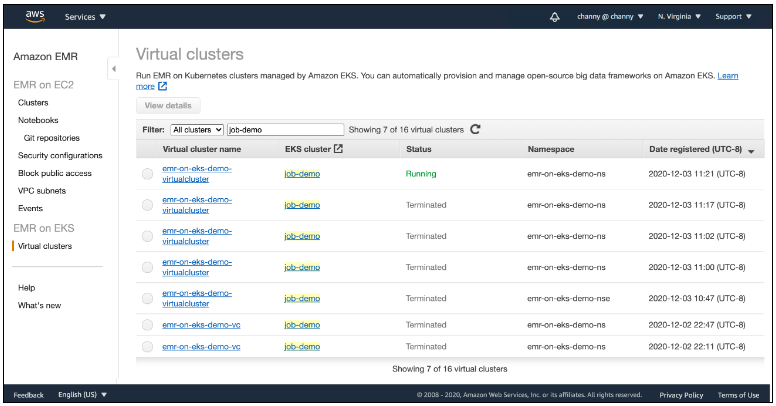 aws Services channy @ channy N. Virginia Support
Amazon EMR
EMR on EC2
Clusters
Notebooks
Git repositories
Security configurations
Block public access
VPC subnets
Events
EMR on EKS
Virtual clusters
Help
What's new
Virtual clusters
Run EMR on Kubernetes clusters managed by Amazon EKS. You can automatically provision and manage open-source big data frameworks on Amazon EKS. Learn
more
View details
Filter: All clusters job-demo Showing 7 of 16 virtual clusters
Virtual cluster name EKS cluster Status Namespace Date registered (UTC-8)
emr-on-eks-demo-
virtualcluster job-demo Running emr-on-eks-demo-ns 2020-12-03 11:21 (UTC-8)
emr-on-eks-demo-
virtualcluster job-demo Terminated emr-on-eks-demo-ns 2020-12-03 11:17 (UTC-8)
emr-on-eks-demo-
virtualcluster job-demo Terminated emr-on-eks-demo-ns 2020-12-03 11:02 (UTC-8)
emr-on-eks-demo-
virtualcluster job-demo Terminated emr-on-eks-demo-ns 2020-12-03 11:00 (UTC-8)
emr-on-eks-demo-
virtualcluster job-demo Terminated emr-on-eks-demo-nse 2020-12-03 10:47 (UTC-8)
emr-on-eks-demo-vc job-demo Terminated emr-on-eks-demo-ns 2020-12-02 22:47 (UTC-8)
emr-on-eks-demo-vc job-demo Terminated emr-on-eks-demo-ns 2020-12-02 22:11 (UTC-8)
Showing 7 of 16 virtual clusters
Feedback English (US) © 2008 - 2020, Amazon Web Services, Inc. or its affiliates. All rights reserved. Privacy Policy Terms of Use